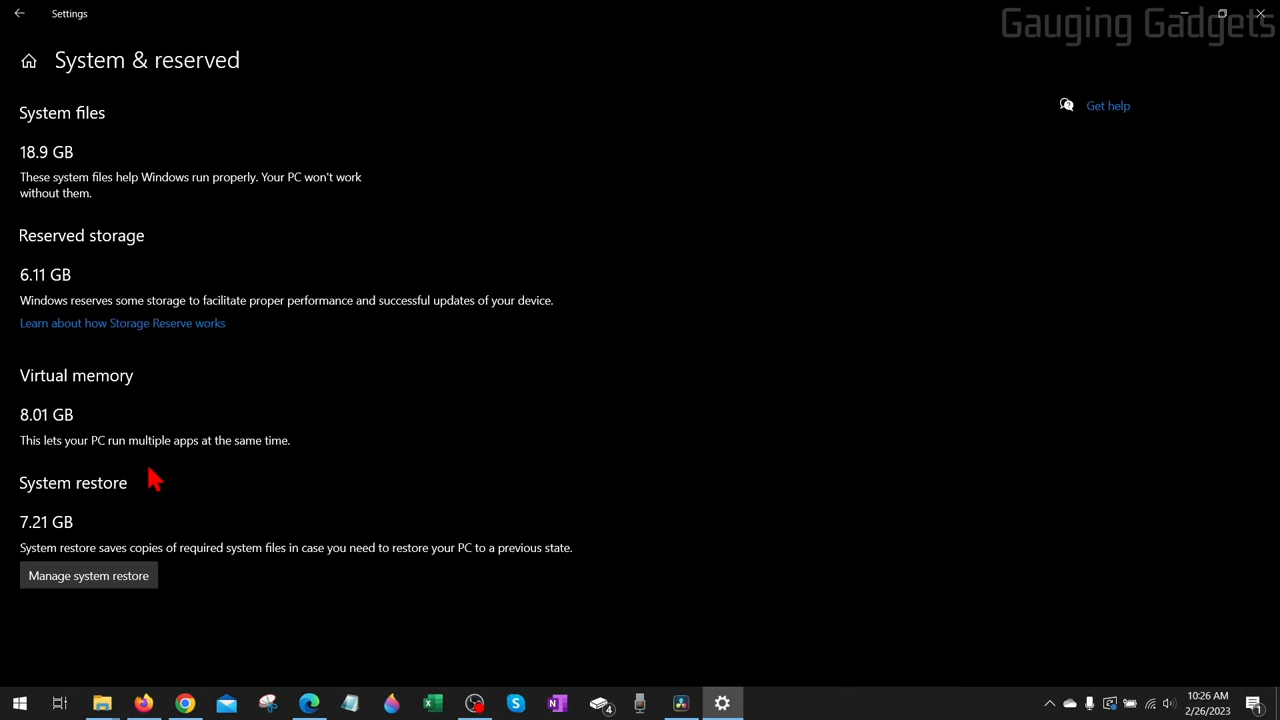 Settings
Gauging Gadgets
System & reserved
Get help
System files
18.9 GB
These system files help Windows run properly. Your PC won't work
without them.
Reserved storage
6.11 GB
Windows reserves some storage to facilitate proper performance and successful updates of your device.
Learn about how Storage Reserve works
Virtual memory
8.01 GB
This lets your PC run multiple apps at the same time.
System restore
7.21 GB
System restore saves copies of required system files in case you need to restore your PC to a previous state.
Manage system restore
10:26 AM
2/26/2023
4
1